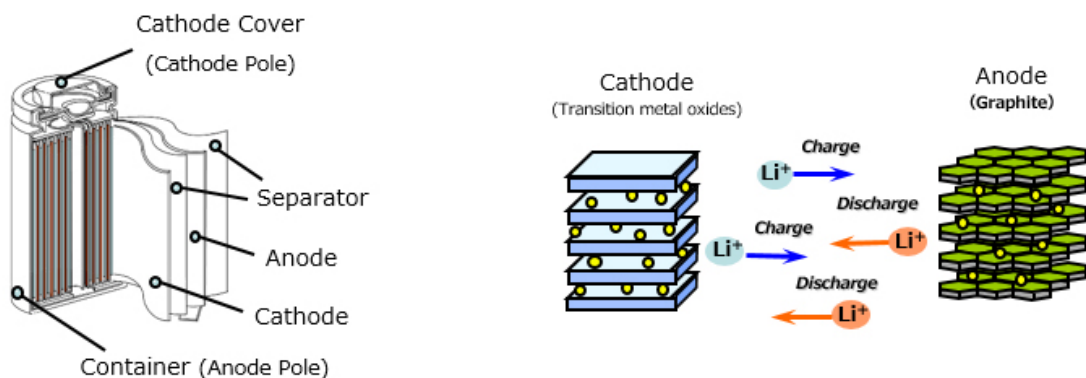 Cathode Cover
(Cathode Pole)
Separator
Anode
Cathode
Container (Anode Pole)
Cathode
(Transition metal oxides)
Anode
(Graphite)
Charge
Li+
Discharge
Li+
Charge
Li+
Discharge
Li+